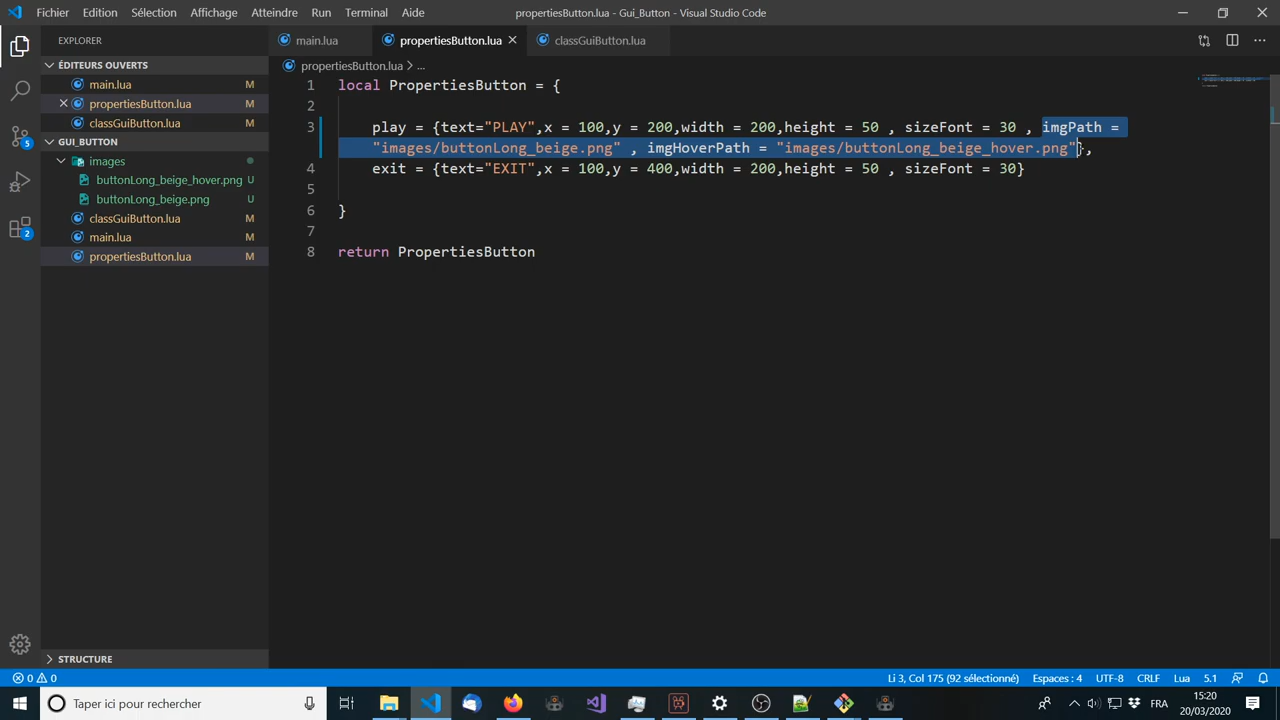 Fichier Edition Sélection Affichage Atteindre Run Terminal Aide propertiesButton.lua - Gui_Button - Visual Studio Code
EXPLORER
main.lua propertiesButton.lua classGuiButton.lua
ÉDITEURS OUVERTS
propertiesButton.lua > ...
main.lua M
propertiesButton.lua M
classGuiButton.lua M
GUI_BUTTON
images
buttonLong_beige_hover.png U
buttonLong_beige.png U
classGuiButton.lua M
main.lua M
propertiesButton.lua M
STRUCTURE
5
2
1 local PropertiesButton = {
2
3 play = {text="PLAY",x = 100,y = 200,width = 200,height = 50 , sizeFont = 30 , imgPath =
"images/buttonLong_beige.png" , imgHoverPath = "images/buttonLong_beige_hover.png"},
4 exit = {text="EXIT",x = 100,y = 400,width = 200,height = 50 , sizeFont = 30}
5
6 }
7
8 return PropertiesButton
0 0 Li 3, Col 175 (92 sélectionné) Espaces : 4 UTF-8 CRLF Lua 5.1
Taper ici pour rechercher
FRA
15:20
20/03/2020